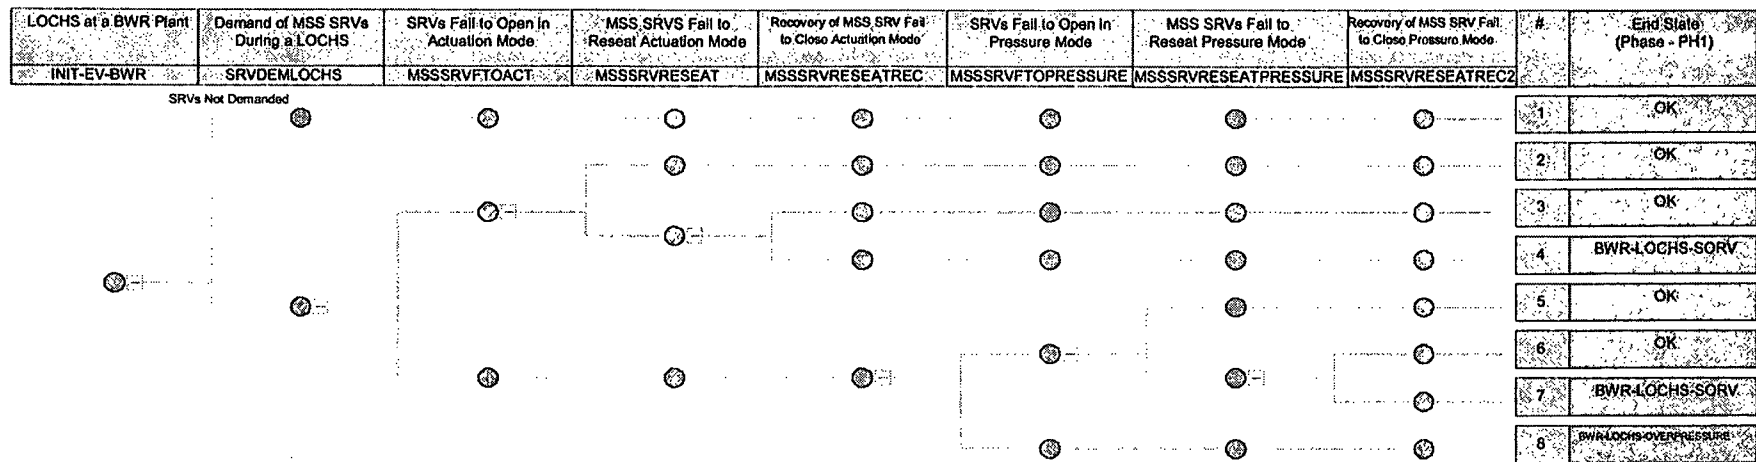 LOCHS at a BWR Plant
Demand of MSS SRVs
During a LOCHS
SRVs Fail to Open in
Actuation Mode
MSS SRVS Fail to
Reseat Actuation Mode
Recovery of MSS SRV Fail
to Close Actuation Mode
SRVs Fail to Open in
Pressure Mode
MSS SRVs Fail to
Reseat Pressure Mode
Recovery of MSS SRV Fail
to Close Pressure Mode
#
End State
(Phase - PH1)
INIT-EV-BWR
SRVDEMLOCHS
MSSSRVFTOACT
MSSSRVRESEAT
MSSSRVRESEATREC
MSSSRVFTOPRESSURE
MSSSRVRESEATPRESSURE
MSSSRVRESEATREC2
SRVs Not Demanded
1
OK
2
OK
3
OK
4
BWR-LOCHS-SORV
5
OK
6
OK
7
BWR-LOCHS-SORV
8
BWR-LOCHS-OVERPRESSURE